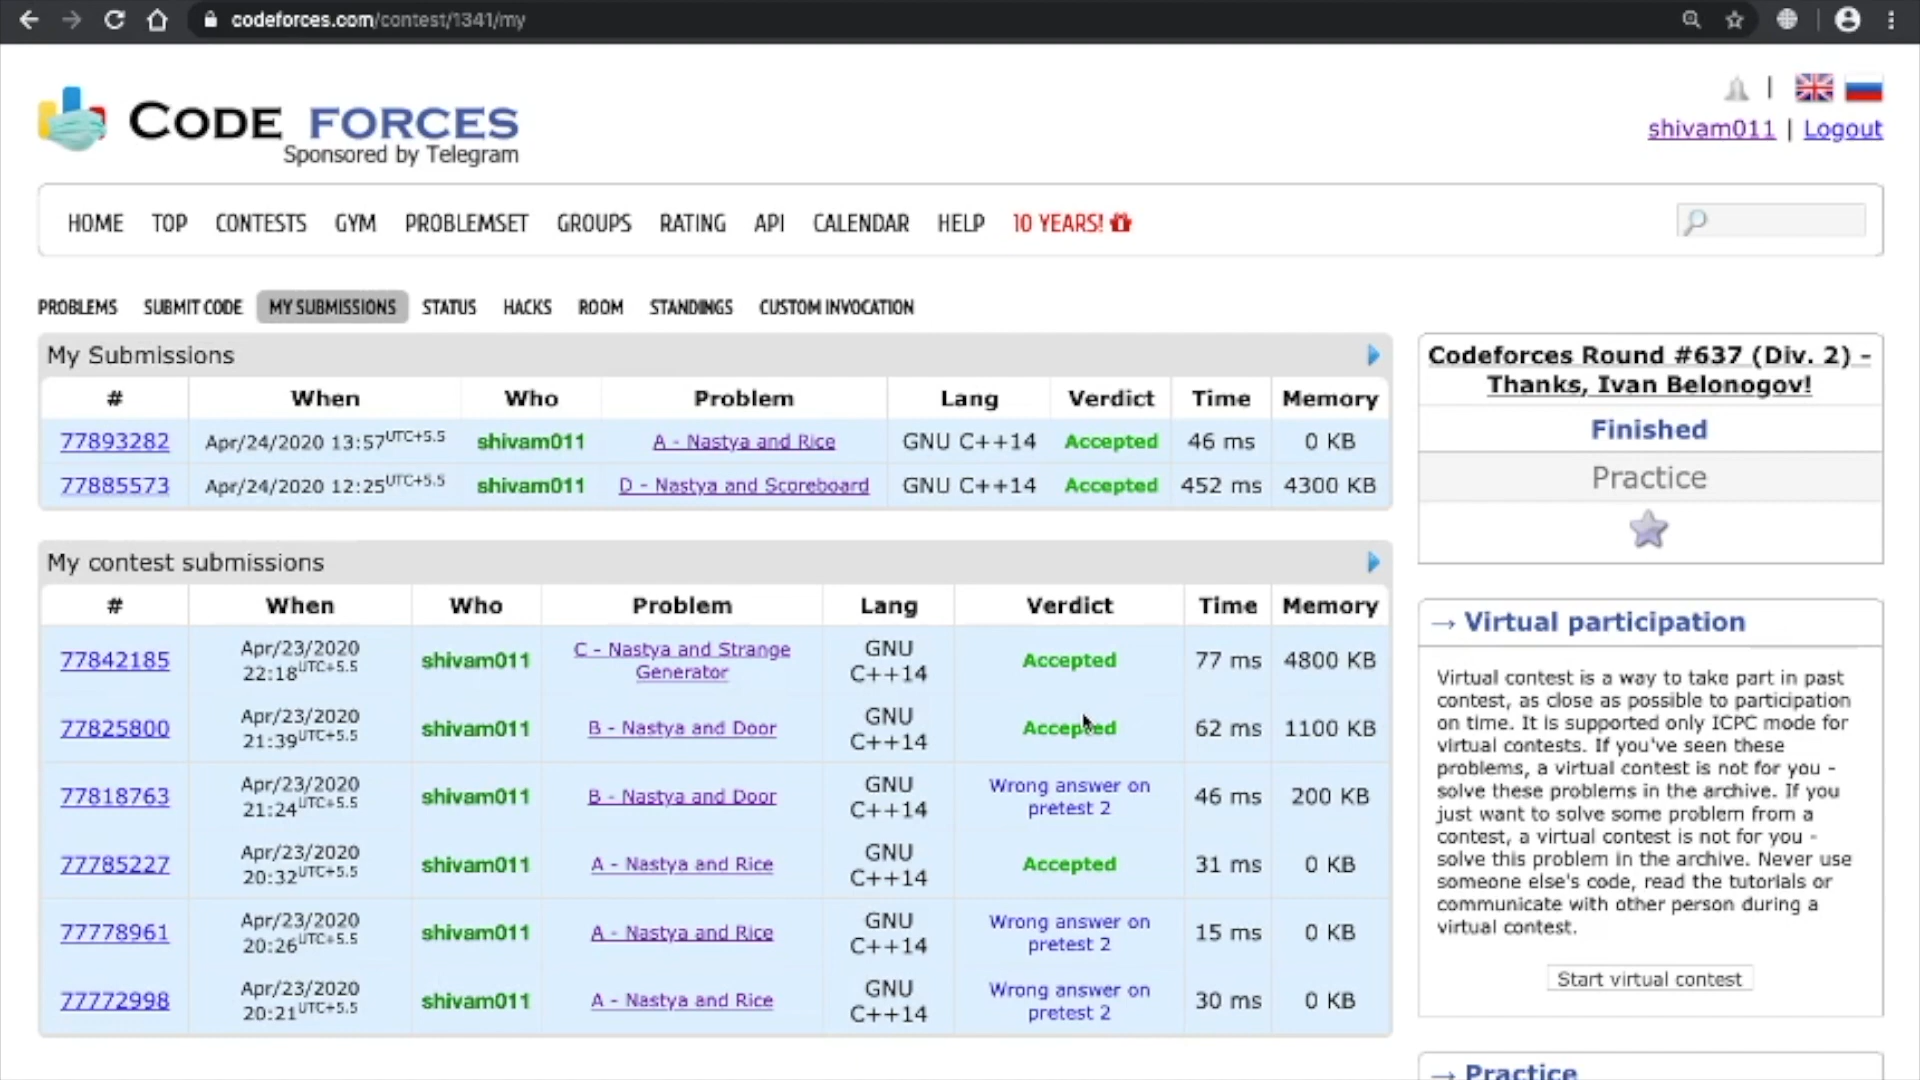 codeforces.com/contest/1341/my
CODE FORCES
Sponsored by Telegram
|
shivam011 | Logout
HOME TOP CONTESTS GYM PROBLEMSET GROUPS RATING API CALENDAR HELP 10 YEARS!
PROBLEMS SUBMIT CODE MY SUBMISSIONS STATUS HACKS ROOM STANDINGS CUSTOM INVOCATION
My Submissions
# When Who Problem Lang Verdict Time Memory
77893282 Apr/24/2020 13:57UTC+5.5 shivam011 A - Nastya and Rice GNU C++14 Accepted 46 ms 0 KB
77885573 Apr/24/2020 12:25UTC+5.5 shivam011 D - Nastya and Scoreboard GNU C++14 Accepted 452 ms 4300 KB
My contest submissions
# When Who Problem Lang Verdict Time Memory
77842185 Apr/23/2020 22:18UTC+5.5 shivam011 C - Nastya and Strange Generator GNU C++14 Accepted 77 ms 4800 KB
77825800 Apr/23/2020 21:39UTC+5.5 shivam011 B - Nastya and Door GNU C++14 Accepted 62 ms 1100 KB
77818763 Apr/23/2020 21:24UTC+5.5 shivam011 B - Nastya and Door GNU C++14 Wrong answer on pretest 2 46 ms 200 KB
77785227 Apr/23/2020 20:32UTC+5.5 shivam011 A - Nastya and Rice GNU C++14 Accepted 31 ms 0 KB
77778961 Apr/23/2020 20:26UTC+5.5 shivam011 A - Nastya and Rice GNU C++14 Wrong answer on pretest 2 15 ms 0 KB
77772998 Apr/23/2020 20:21UTC+5.5 shivam011 A - Nastya and Rice GNU C++14 Wrong answer on pretest 2 30 ms 0 KB
Codeforces Round #637 (Div. 2) -
Thanks, Ivan Belonogov!
Finished
Practice
→ Virtual participation
Virtual contest is a way to take part in past
contest, as close as possible to participation
on time. It is supported only ICPC mode for
virtual contests. If you've seen these
problems, a virtual contest is not for you -
solve these problems in the archive. If you
just want to solve some problem from a
contest, a virtual contest is not for you -
solve this problem in the archive. Never use
someone else's code, read the tutorials or
communicate with other person during a
virtual contest.
Start virtual contest
→ Practice